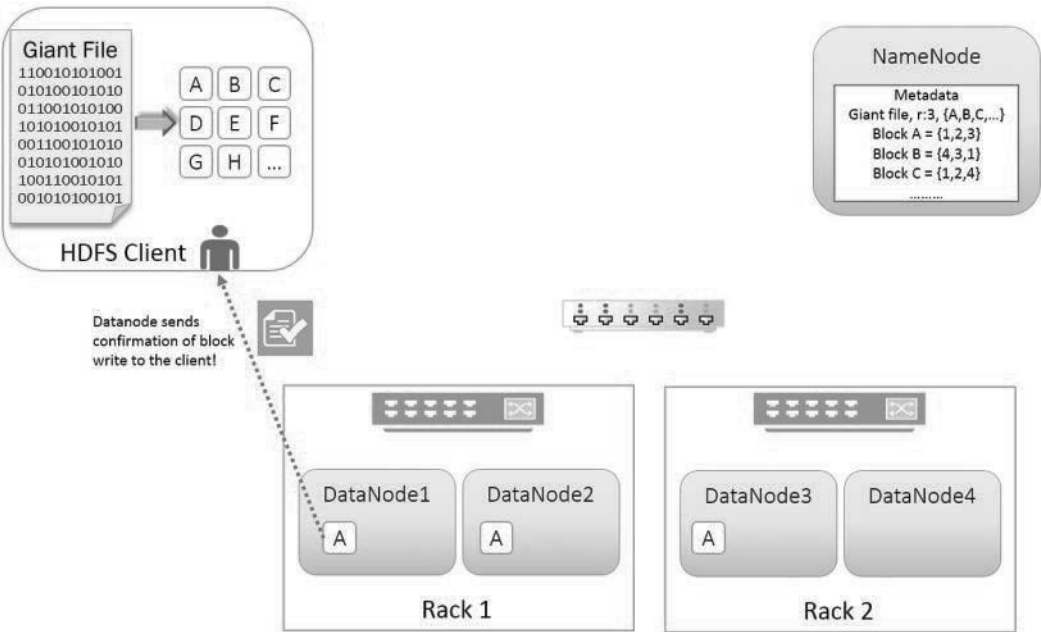 Giant File
110010101001
010100101010
011001010100
101010010101
001100101010
010101001010
100110010101
001010100101
A B C
D E F
G H ...
HDFS Client
NameNode
Metadata
Giant file, r:3, {A,B,C,...}
Block A = {1,2,3}
Block B = {4,3,1}
Block C = {1,2,4}
.........
Datanode sends
confirmation of block
write to the client!
DataNode1
A
DataNode2
A
Rack 1
DataNode3
A
DataNode4
Rack 2